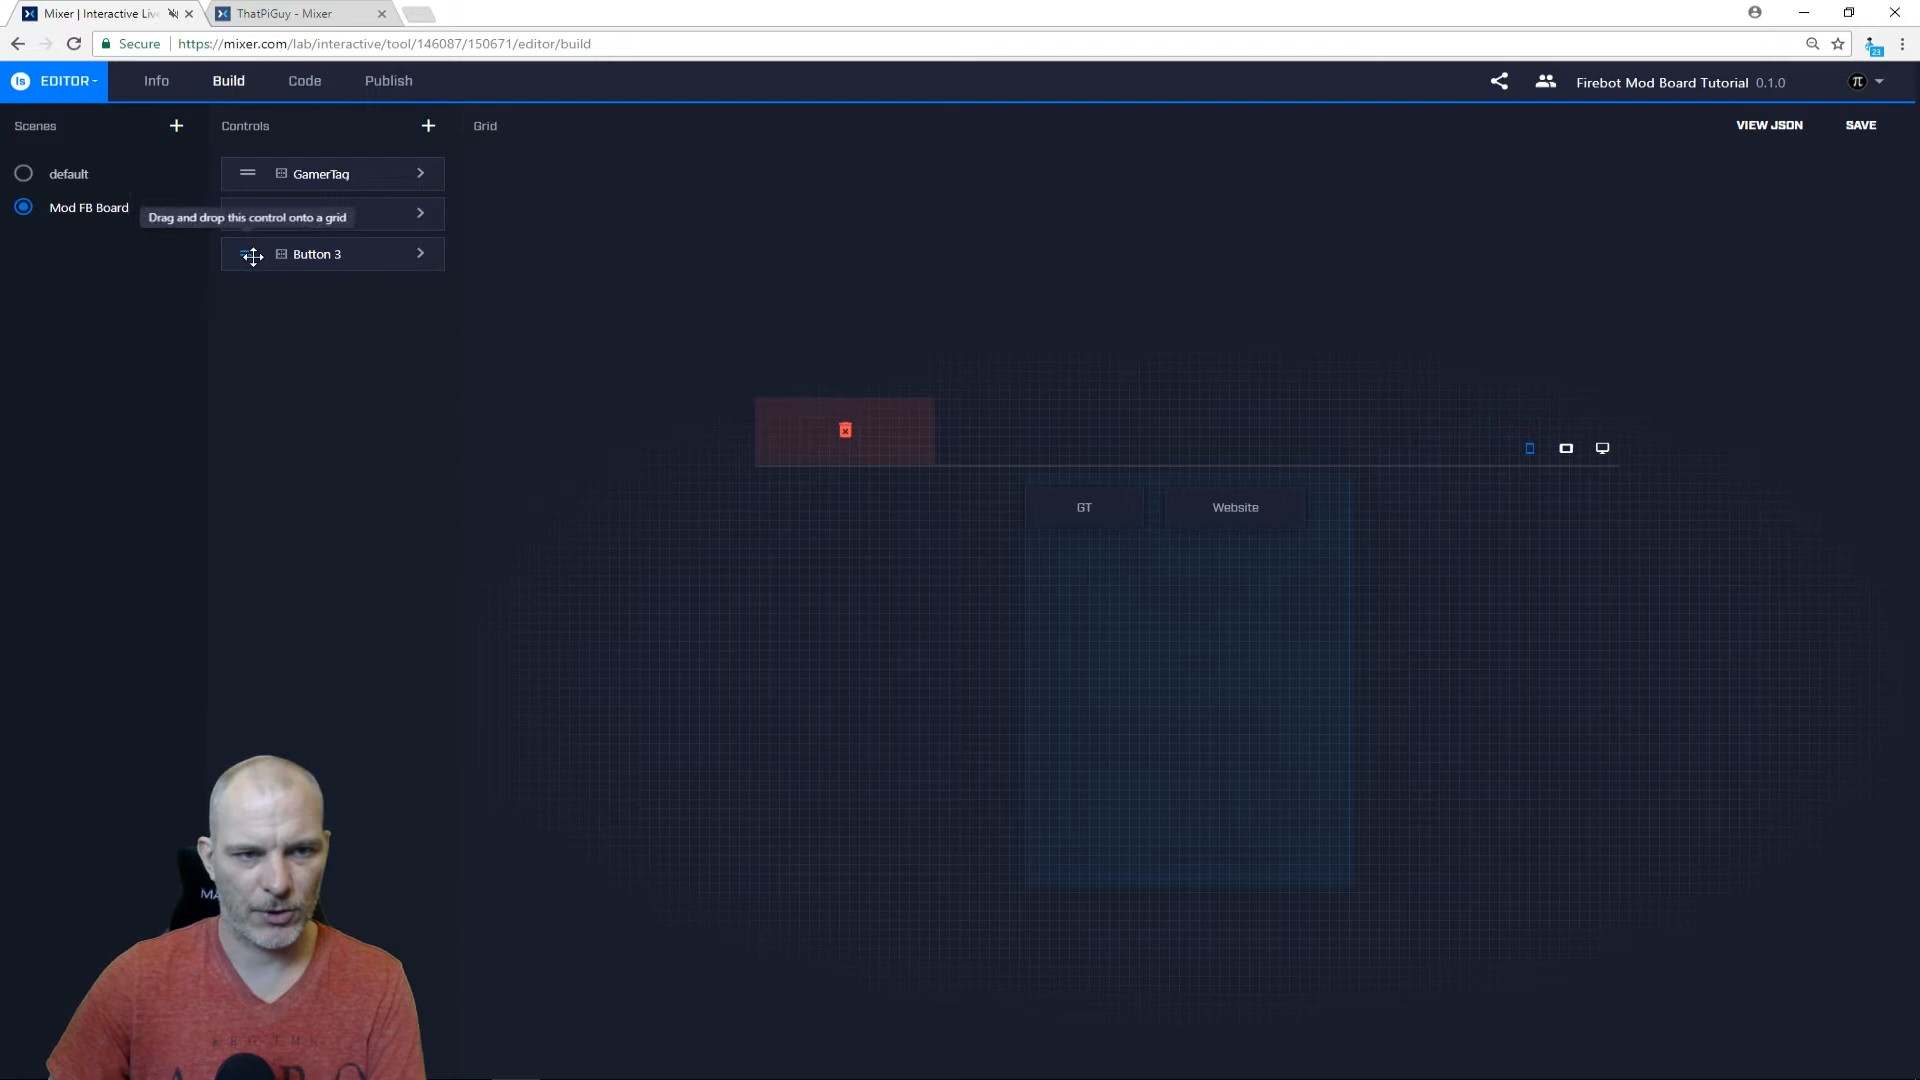 Mixer | Interactive Liv
ThatPiGuy - Mixer
Secure
https://mixer.com/lab/interactive/tool/146087/150671/editor/build
23
EDITOR
Info
Build
Code
Publish
Firebot Mod Board Tutorial 0.1.0
Scenes
Controls
Grid
VIEW JSON
SAVE
default
GamerTag
Mod FB Board
Drag and drop this control onto a grid
Button 3
GT
Website